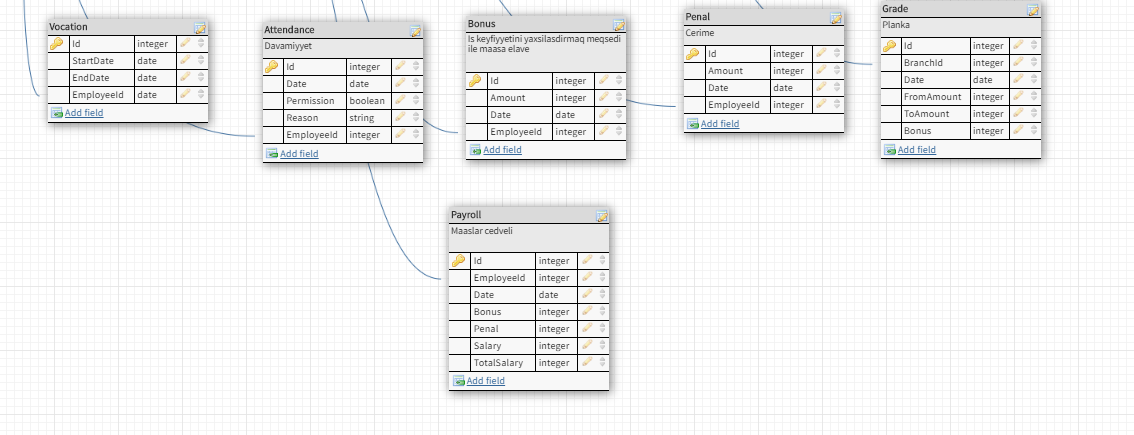 Vocation
Id integer
StartDate date
EndDate date
EmployeeId date
Add field
Attendance
Davamiyyet
Id integer
Date date
Permission boolean
Reason string
EmployeeId integer
Add field
Bonus
Is keyfiyyetini yaxsilasdirmaq meqsedi
ile maasa elave
Id integer
Amount integer
Date date
EmployeeId integer
Add field
Penal
Cerime
Id integer
Amount integer
Date date
EmployeeId integer
Add field
Grade
Planka
Id integer
BranchId integer
Date date
FromAmount integer
ToAmount integer
Bonus integer
Add field
Payroll
Maaslar cedveli
Id integer
EmployeeId integer
Date date
Bonus integer
Penal integer
Salary integer
TotalSalary integer
Add field